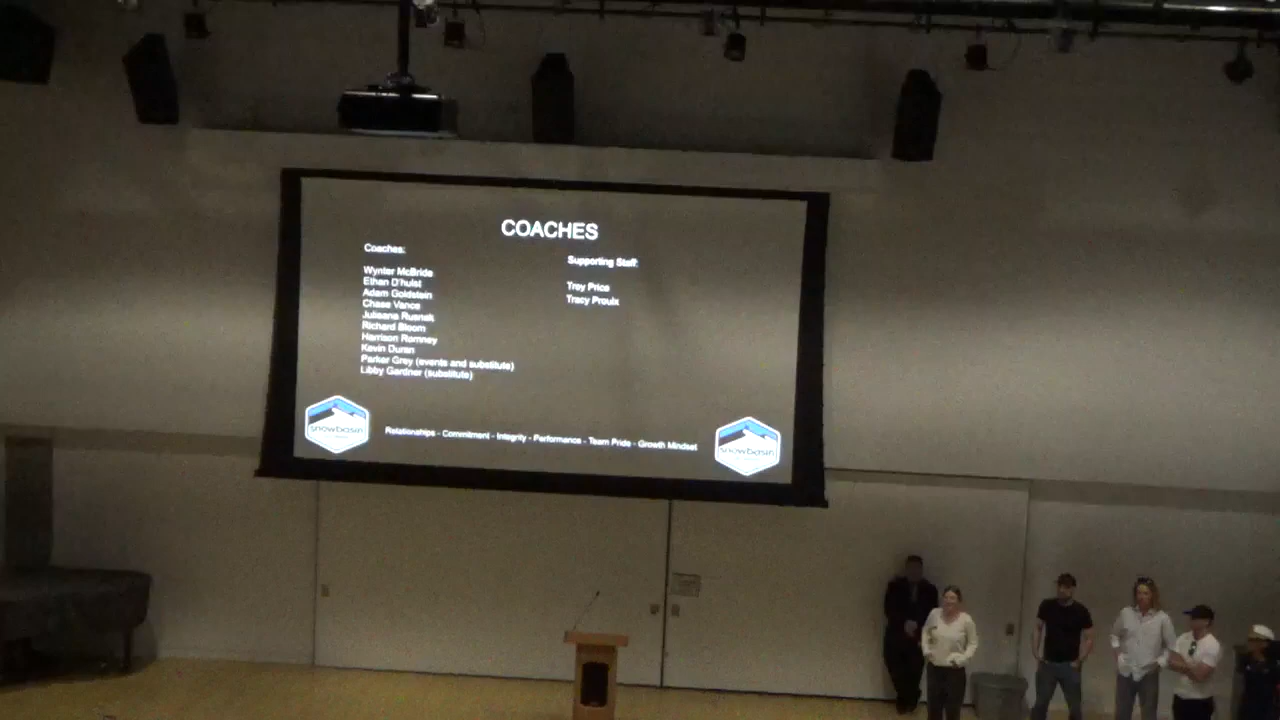 COACHES
Coaches:
Wynter McBride
Ethan D'hulst
Adam Goldstein
Chase Vance
Julieana Rusnak
Richard Bloom
Harrison Romney
Kevin Duran
Parker Grey (events and substitute)
Libby Gardner (substitute)
Supporting Staff:
Troy Price
Tracy Proulx
snowbasin
Relationships - Commitment - Integrity - Performance - Team Pride - Growth Mindset
snowbasin